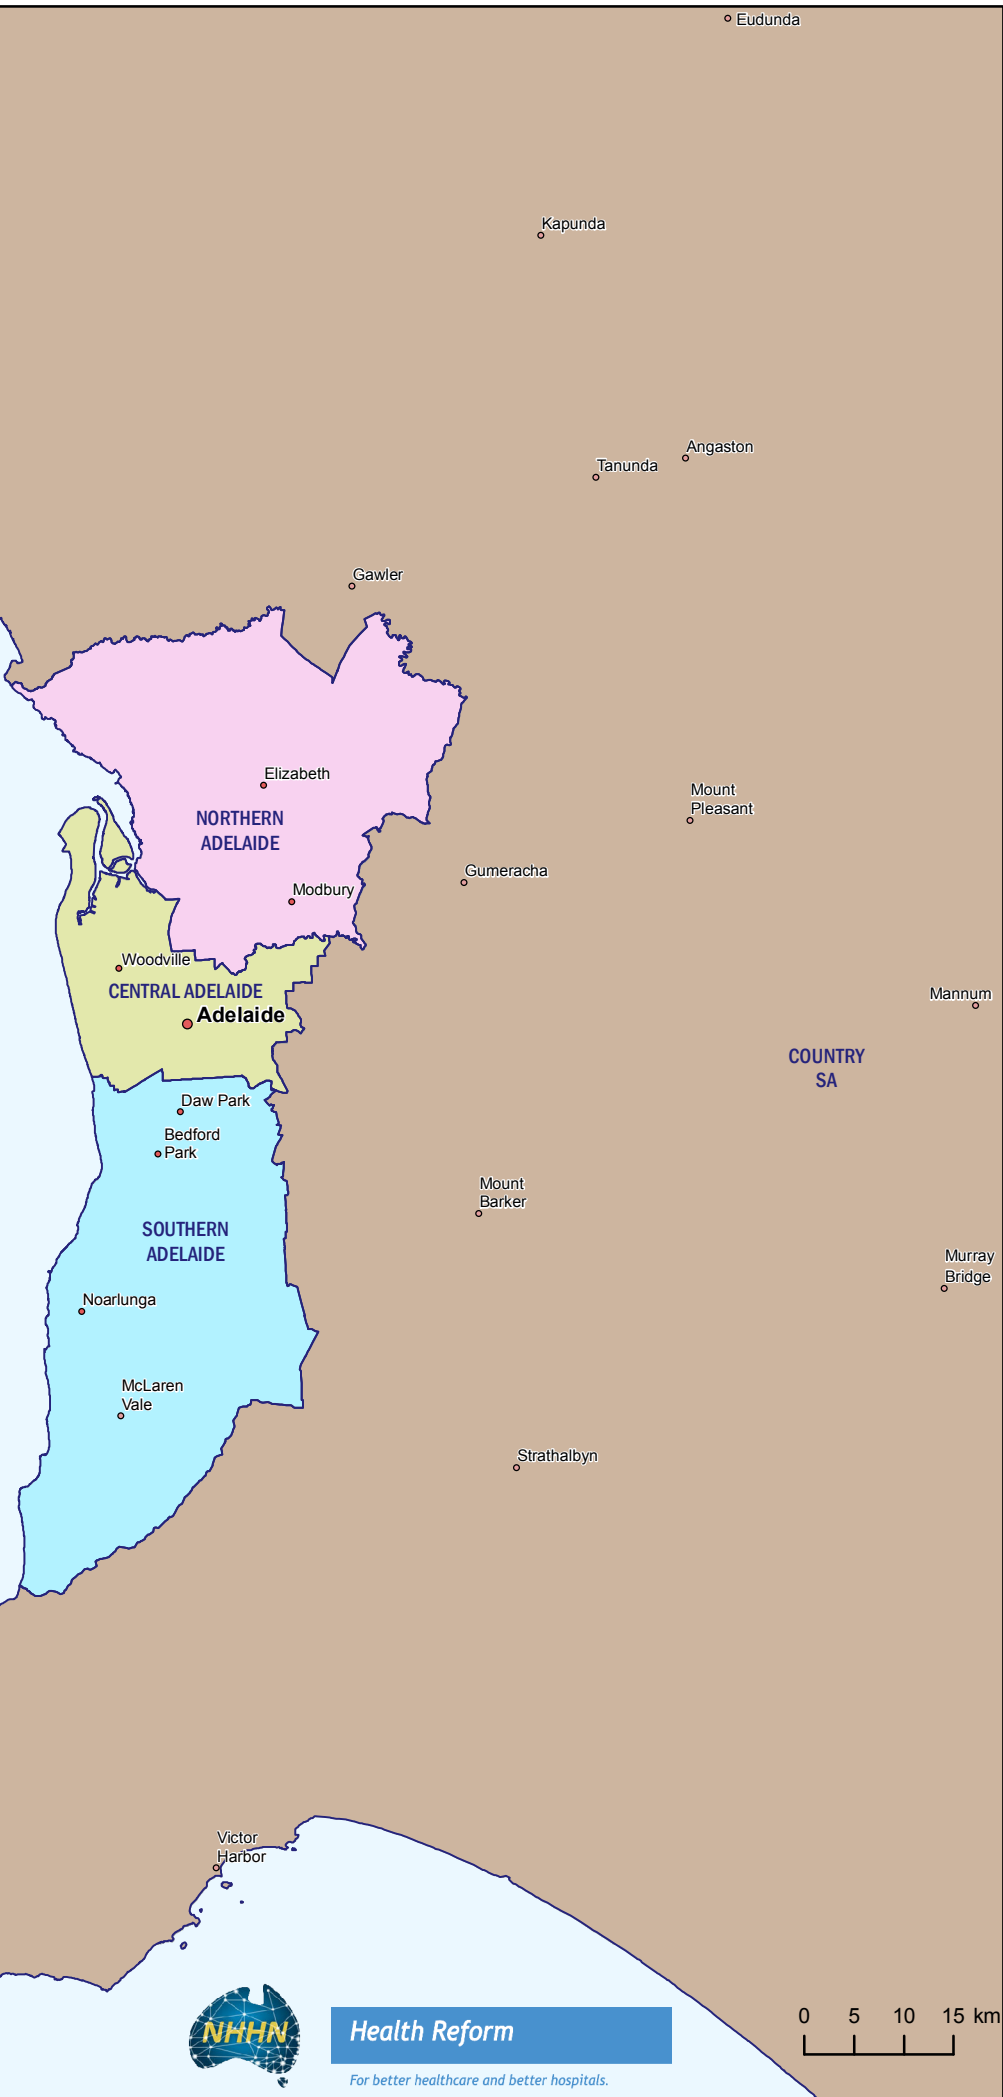 Eudunda
Kapunda
Angaston
Tanunda
Gawler
Elizabeth
Mount
Pleasant
NORTHERN
ADELAIDE
Gumeracha
Modbury
Woodville
CENTRAL ADELAIDE
Mannum
Adelaide
COUNTRY
SA
Daw Park
Bedford
Park
Mount
Barker
SOUTHERN
ADELAIDE
Murray
Bridge
Noarlunga
McLaren
Vale
Strathalbyn
Victor
Harbor
0 5 10 15 km
NHHN
Health Reform
For better healthcare and better hospitals.